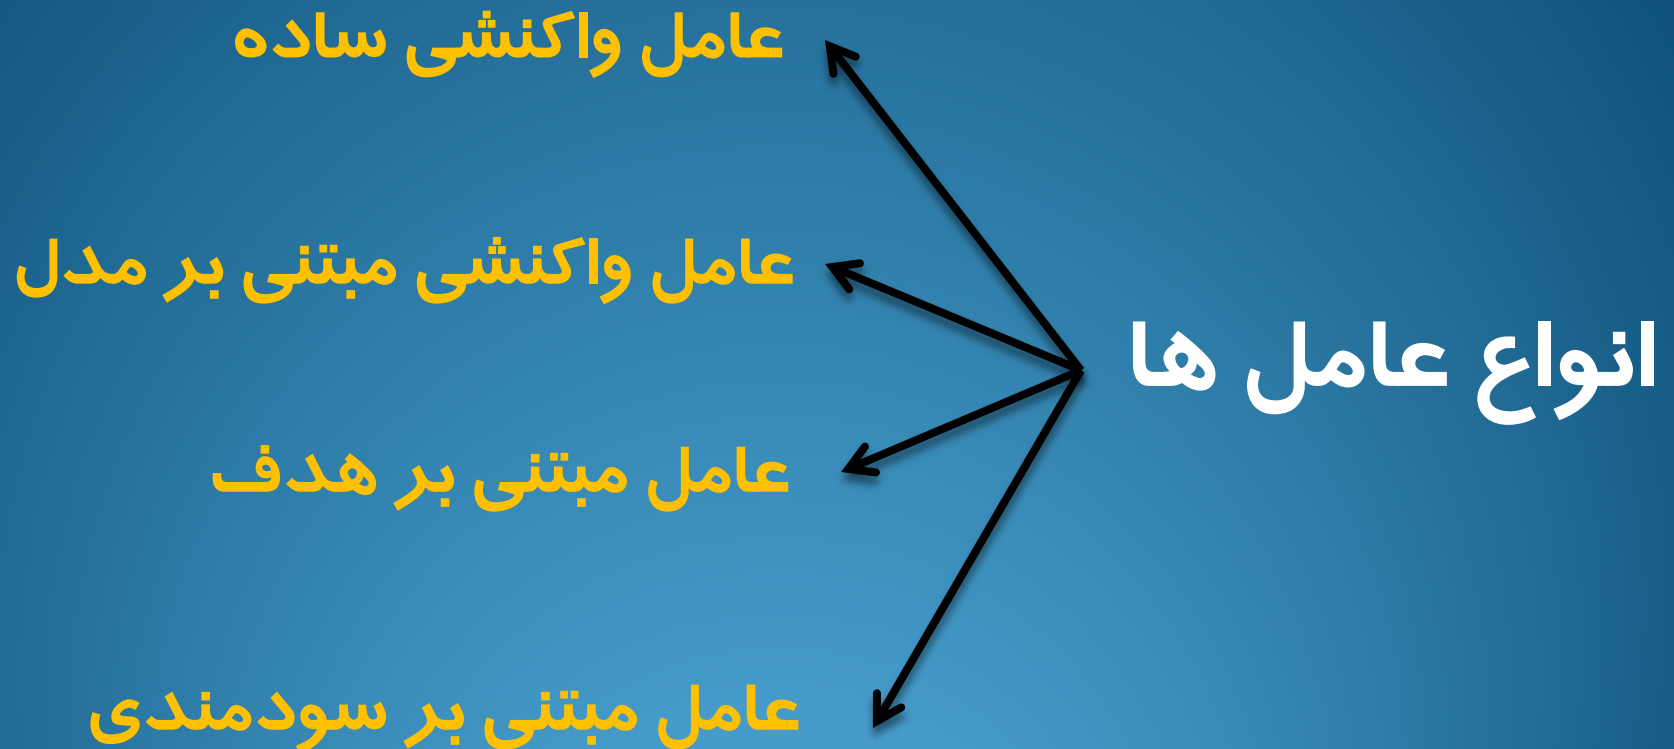 انواع عامل ها
عامل واکنشی ساده
عامل واکنشی مبتنی بر مدل
عامل مبتنی بر هدف
عامل مبتنی بر سودمندی